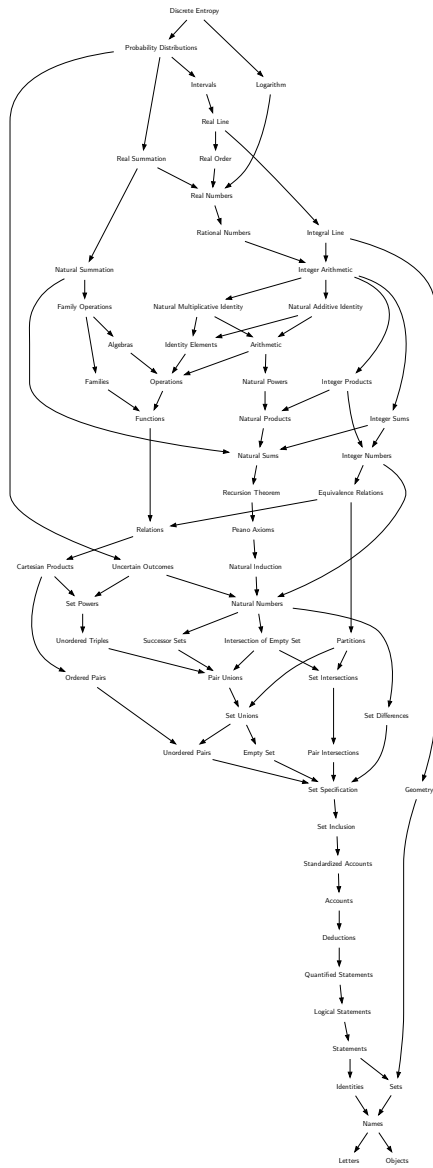 Discrete Entropy
Probability Distributions
Intervals
Logarithm
Real Line
Real Summation
Real Order
Real Numbers
Rational Numbers
Integral Line
Natural Summation
Integer Arithmetic
Family Operations
Natural Multiplicative Identity
Natural Additive Identity
Algebras
Identity Elements
Arithmetic
Families
Operations
Natural Powers
Integer Products
Functions
Natural Products
Integer Sums
Natural Sums
Integer Numbers
Recursion Theorem
Equivalence Relations
Relations
Peano Axioms
Cartesian Products
Uncertain Outcomes
Natural Induction
Set Powers
Natural Numbers
Unordered Triples
Successor Sets
Intersection of Empty Set
Partitions
Ordered Pairs
Pair Unions
Set Intersections
Set Unions
Set Differences
Unordered Pairs
Empty Set
Pair Intersections
Set Specification
Geometry
Set Inclusion
Standardized Accounts
Accounts
Deductions
Quantified Statements
Logical Statements
Statements
Identities
Sets
Names
Letters
Objects